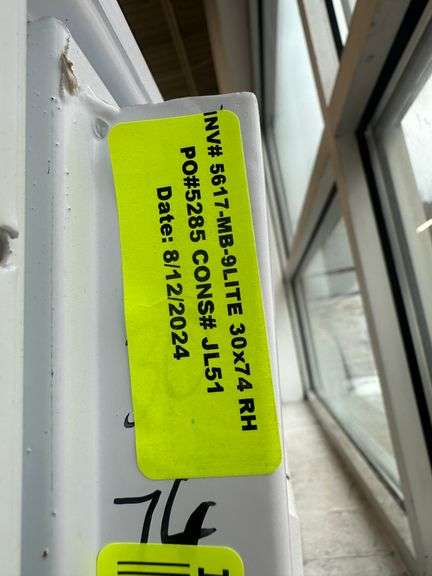 INV# 5617-MB-9LITE 30x74 RH
PO#5285 CONS# JL51
Date: 8/12/2024